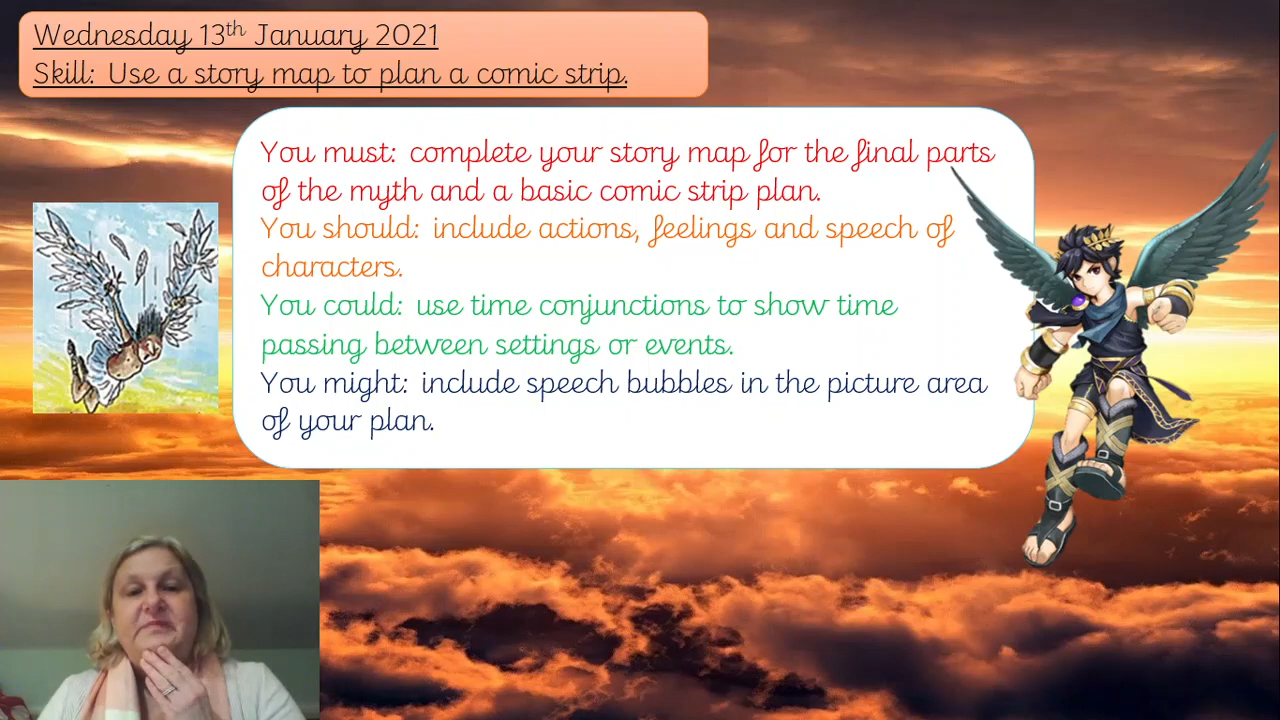 Wednesday 13th January 2021
Skill: Use a story map to plan a comic strip.
You must: complete your story map for the final parts
of the myth and a basic comic strip plan.
You should: include actions, feelings and speech of
characters.
You could: use time conjunctions to show time
passing between settings or events.
You might: include speech bubbles in the picture area
of your plan.